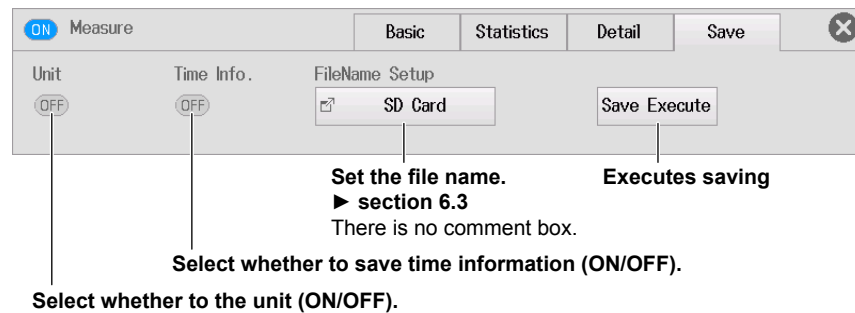 ON Measure Basic Statistics Detail Save
Unit Time Info. FileName Setup
OFF OFF SD Card Save Execute
Set the file name. Executes saving
► section 6.3
There is no comment box.
Select whether to save time information (ON/OFF).
Select whether to the unit (ON/OFF).